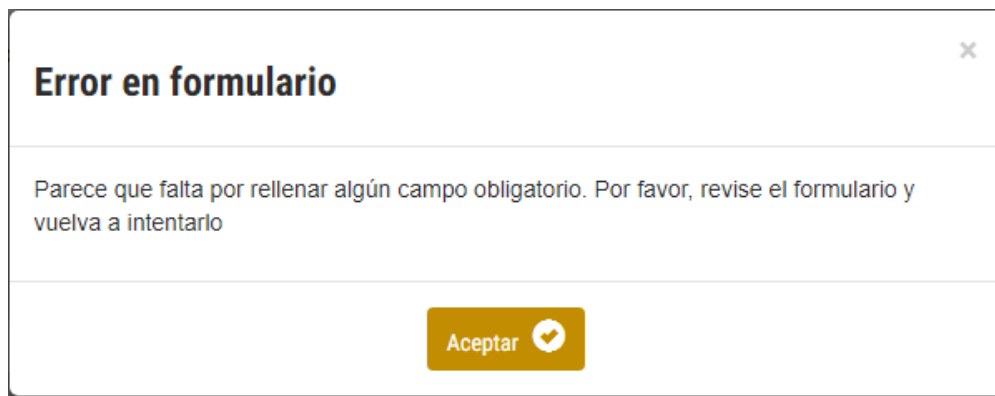 Error en formulario
Parece que falta por rellenar algún campo obligatorio. Por favor, revise el formulario y
vuelva a intentarlo
Aceptar